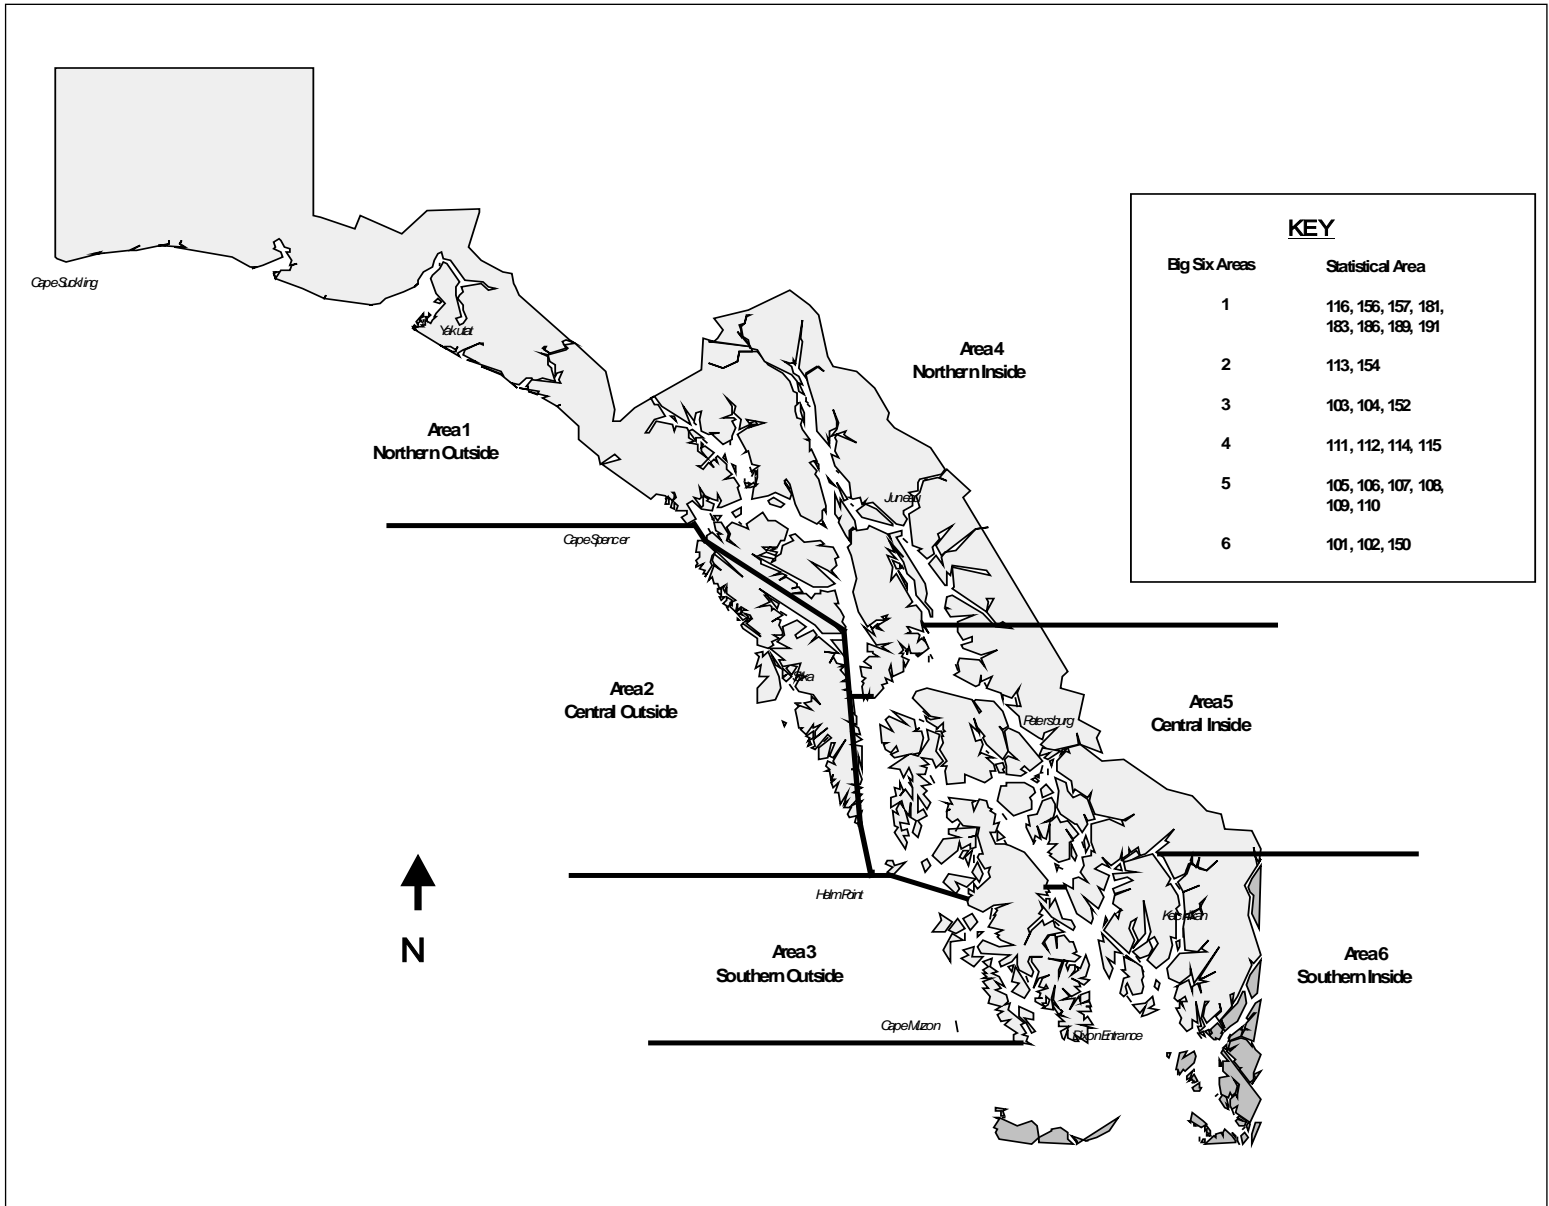 Cape Suckling
Yakutat
KEY
Big Six Areas Statistical Area
1 116, 156, 157, 181,
183, 186, 189, 191
2 113, 154
3 103, 104, 152
4 111, 112, 114, 115
5 105, 106, 107, 108,
109, 110
6 101, 102, 150
Area 4
Northern Inside
Area 1
Northern Outside
Juneau
Cape Spencer
Sitka
Area 2
Central Outside
Area 5
Central Inside
Petersburg
Helm Point
Ketchikan
N
Area 3
Southern Outside
Area 6
Southern Inside
Cape Muzon
Dixon Entrance